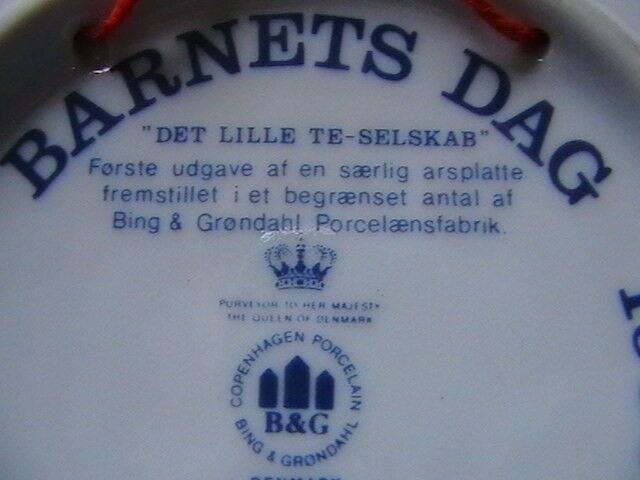 BARNETS DAG
"DET LILLE TE-SELSKAB"
Første udgave af en særlig arsplatte
fremstillet i et begrænset antal af
Bing & Grøndahl Porcelænsfabrik.
PURVEYOR TO HER MAJESTY
THE QUEEN OF DENMARK
COPENHAGEN PORCELAIN
B&G
BING & GRØNDAHL
DENMARK